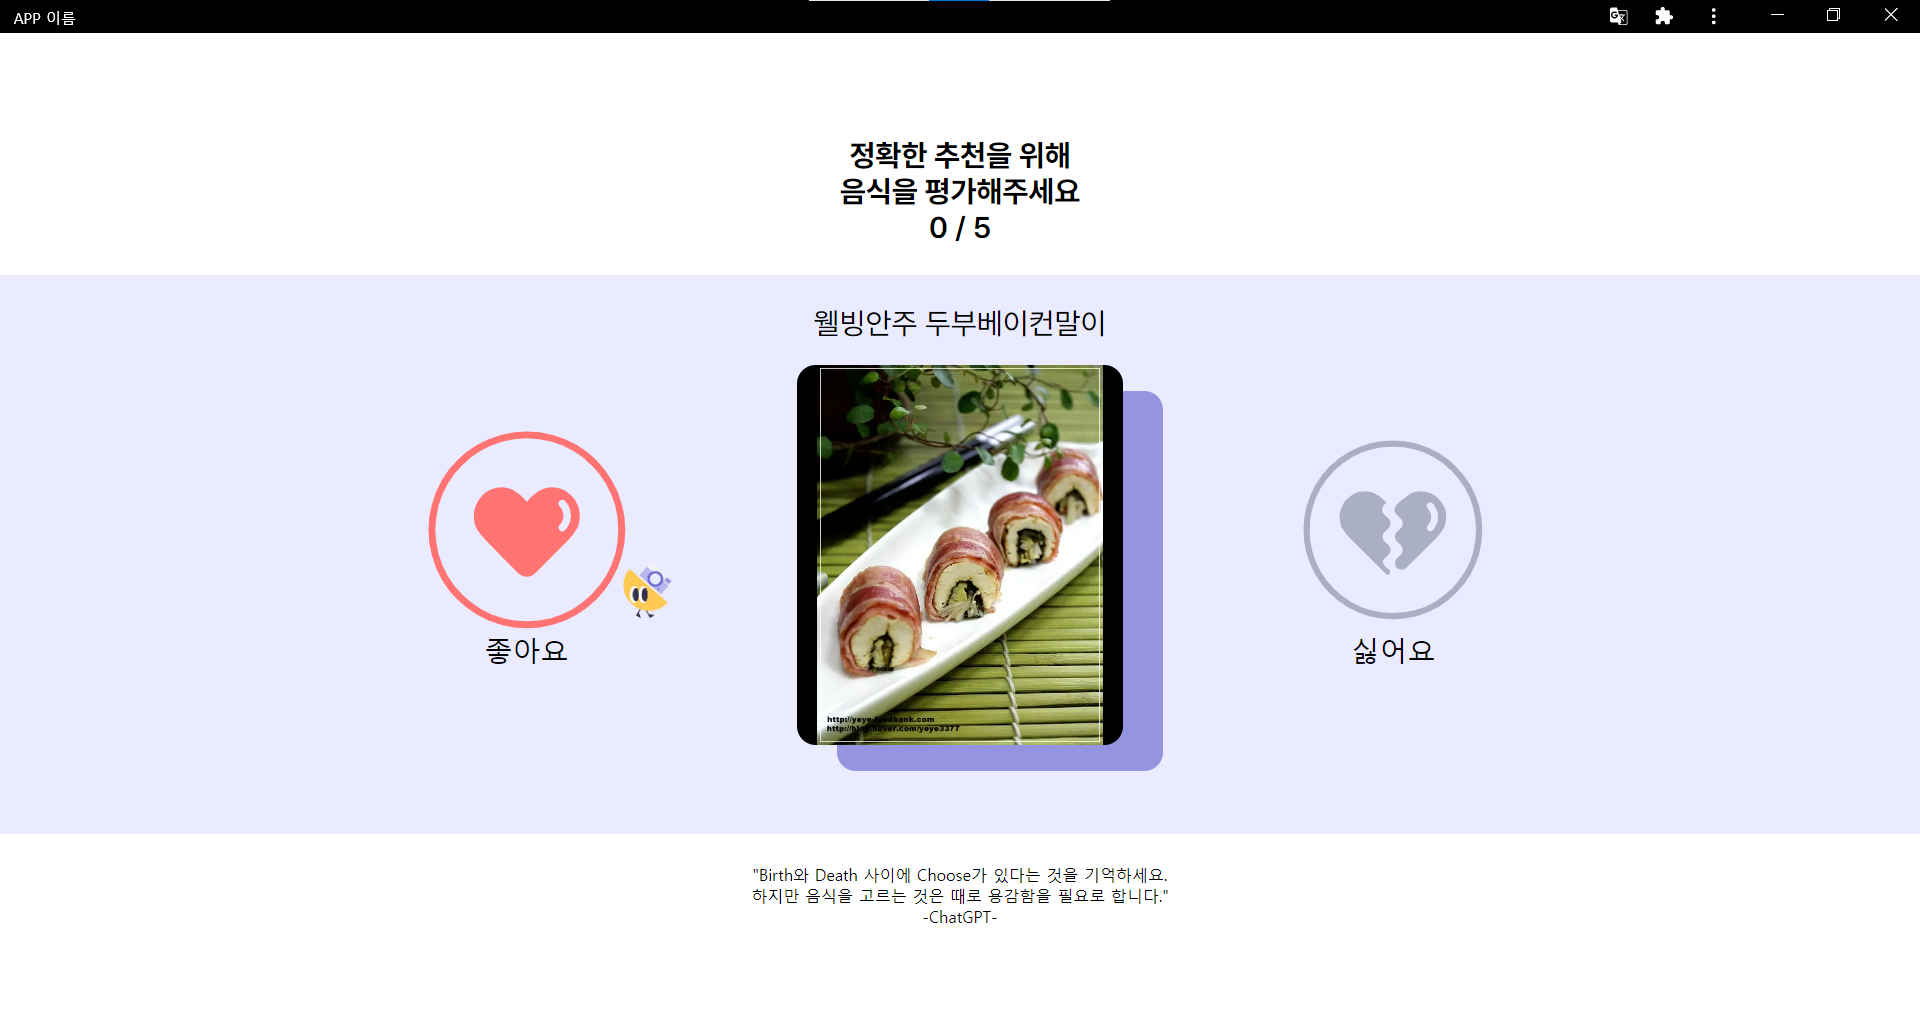 APP 이름
정확한 추천을 위해
음식을 평가해주세요
0 / 5
웰빙안주 두부베이컨말이
http://yeye-foodbank.com
http://blog.naver.com/yeye3377
좋아요
싫어요
"Birth와 Death 사이에 Choose가 있다는 것을 기억하세요.
하지만 음식을 고르는 것은 때로 용감함을 필요로 합니다."
-ChatGPT-